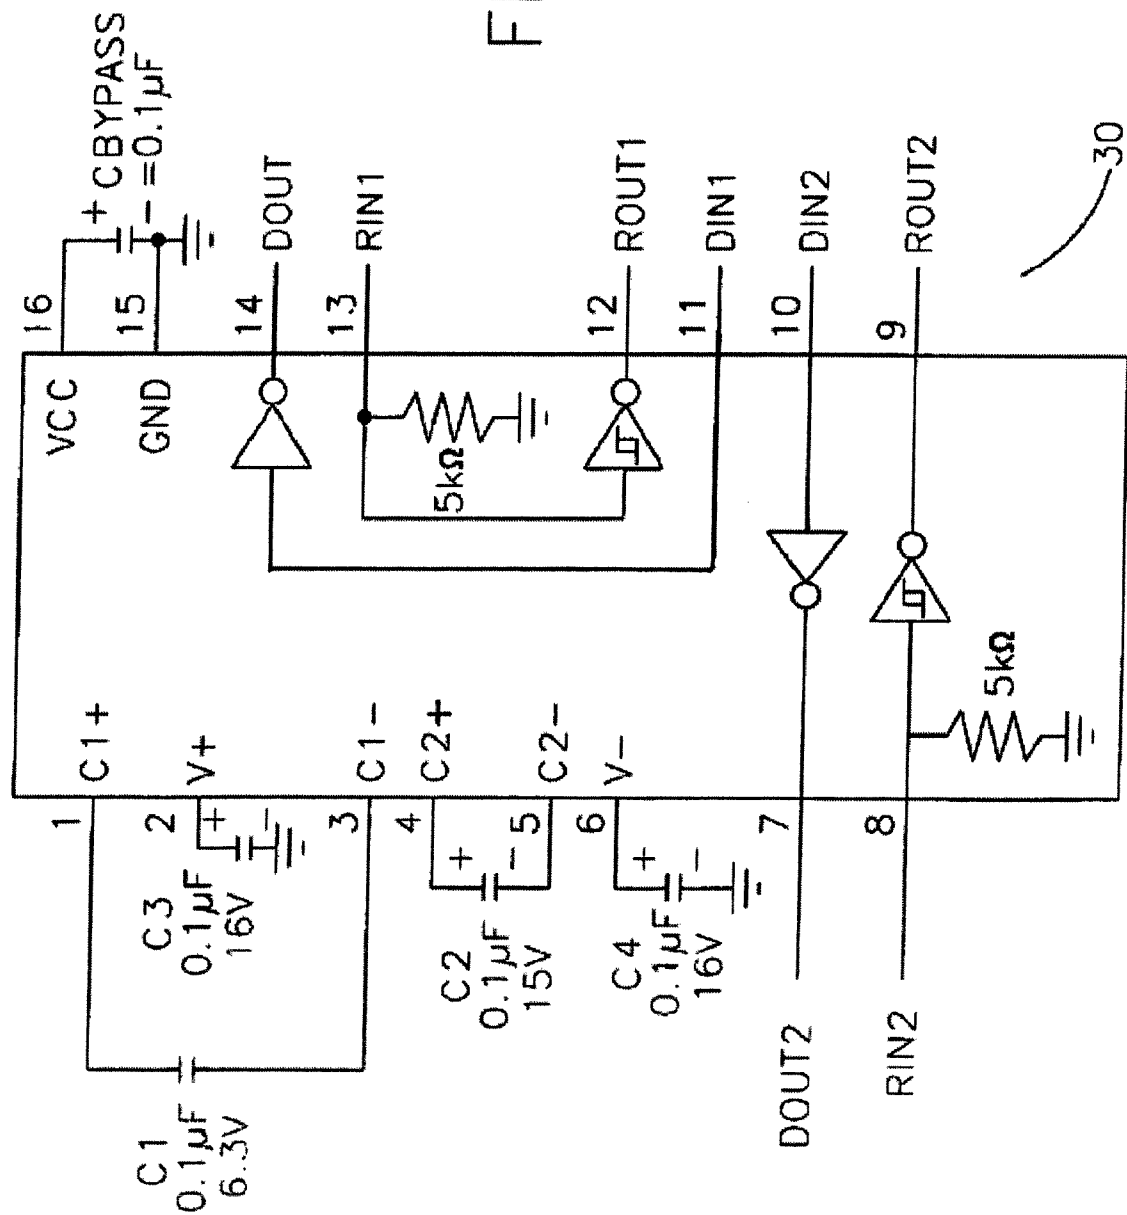 F
1
C1+
2
V+
3
C1-
4
C2+
5
C2-
6
V-
7
8
16
VCC
15
GND
14
DOUT
13
RIN1
12
ROUT1
11
DIN1
10
DIN2
9
ROUT2
+ CBYPASS
- =0.1µF
5kΩ
5kΩ
C1
0.1µF
6.3V
C3
0.1µF
16V
+
-
C2
0.1µF
15V
+
-
C4
0.1µF
16V
+
-
DOUT2
RIN2
30